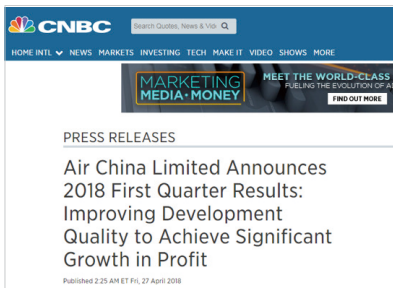 CNBC
Search Quotes, News & Vid
HOME INTL NEWS MARKETS INVESTING TECH MAKE IT VIDEO SHOWS MORE
MARKETING
MEDIA•MONEY
MEET THE WORLD-CLASS
FUELING THE EVOLUTION OF A
FIND OUT MORE
PRESS RELEASES
Air China Limited Announces
2018 First Quarter Results:
Improving Development
Quality to Achieve Significant
Growth in Profit
Published 2:25 AM ET Fri, 27 April 2018